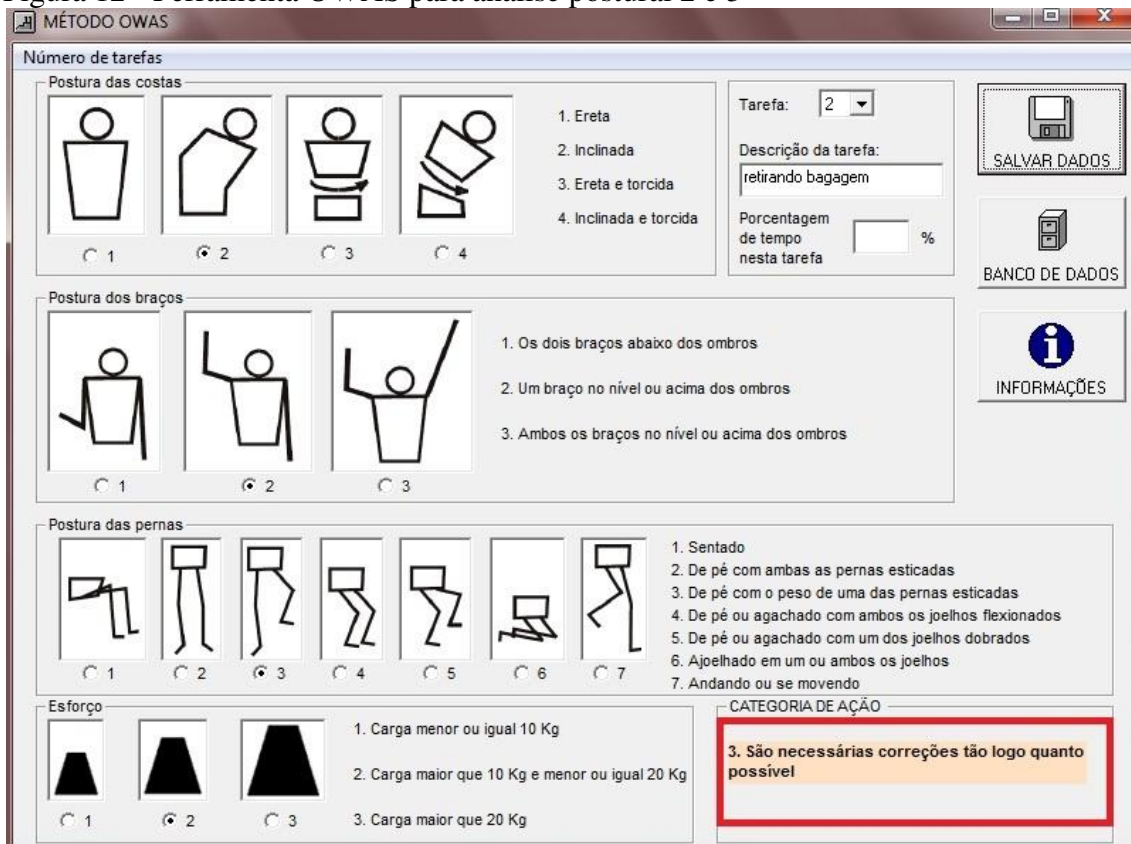 Figura 12 - Ferramenta OWAS para análise postural 2 e 3
MÉTODO OWAS
X
Número de tarefas
Postura das costas
1. Ereta
2. Inclinada
3. Ereta e torcida
4. Inclinada e torcida
1 2 3 4
Tarefa: 2
Descrição da tarefa:
retirando bagagem
Porcentagem
de tempo
nesta tarefa
%
SALVAR DADOS
BANCO DE DADOS
INFORMAÇÕES
Postura dos braços
1. Os dois braços abaixo dos ombros
2. Um braço no nível ou acima dos ombros
3. Ambos os braços no nível ou acima dos ombros
1 2 3
Postura das pernas
1. Sentado
2. De pé com ambas as pernas esticadas
3. De pé com o peso de uma das pernas esticadas
4. De pé ou agachado com ambos os joelhos flexionados
5. De pé ou agachado com um dos joelhos dobrados
6. Ajoelhado em um ou ambos os joelhos
7. Andando ou se movendo
1 2 3 4 5 6 7
Esforço
1. Carga menor ou igual 10 Kg
2. Carga maior que 10 Kg e menor ou igual 20 Kg
3. Carga maior que 20 Kg
1 2 3
CATEGORIA DE AÇÃO
3. São necessárias correções tão logo quanto
possível